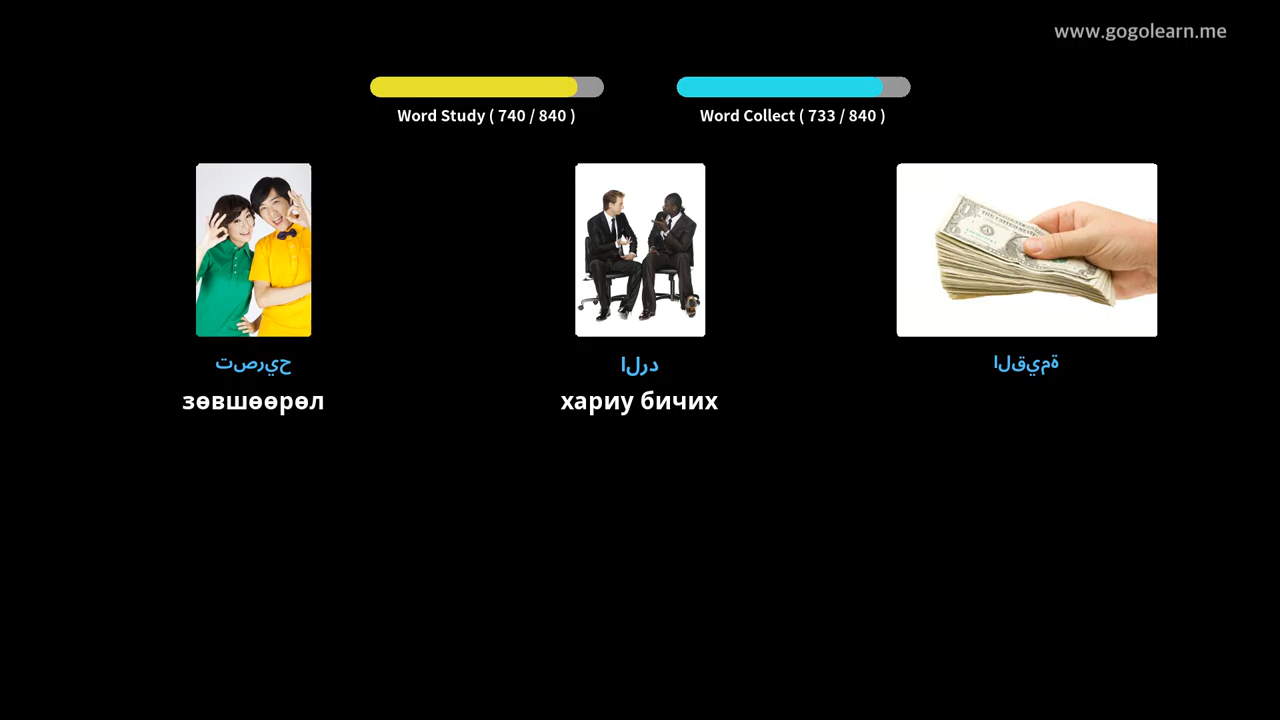 www.gogolearn.me
Word Study ( 740 / 840 )
Word Collect ( 733 / 840 )
تصريح
الرد
القيمة
зөвшөөрөл
хариу бичих